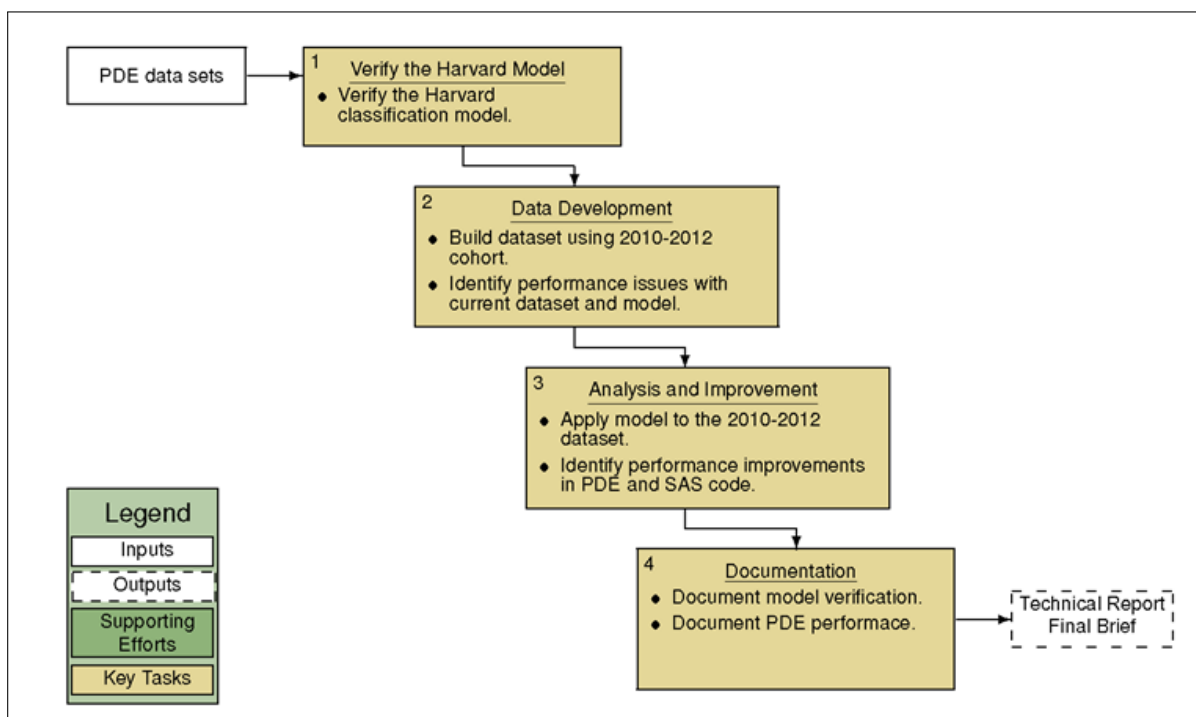 PDE data sets
1
Verify the Harvard Model
● Verify the Harvard
classification model.
2
Data Development
● Build dataset using 2010-2012
cohort.
● Identify performance issues with
current dataset and model.
3
Analysis and Improvement
● Apply model to the 2010-2012
dataset.
● Identify performance improvements
in PDE and SAS code.
4
Documentation
● Document model verification.
● Document PDE performace.
Technical Report
Final Brief
Legend
Inputs
Outputs
Supporting
Efforts
Key Tasks